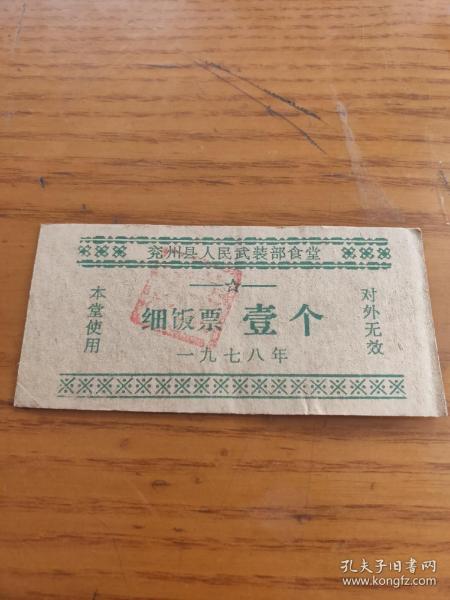 兖州县人民武装部食堂
本堂使用
细饭票 壹个
对外无效
一九七八年
孔夫子旧书网
www.kongfz.com